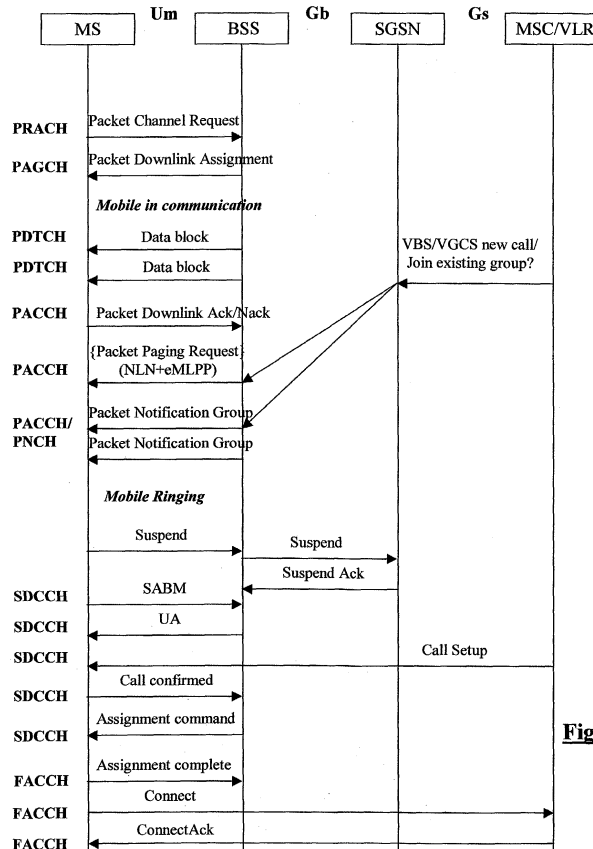 Um Gb Gs
MS BSS SGSN MSC/VLR
PRACH Packet Channel Request
PAGCH Packet Downlink Assignment
Mobile in communication
PDTCH Data block
VBS/VGCS new call/
PDTCH Data block
Join existing group?
PACCH Packet Downlink Ack/Nack
{Packet Paging Request}
PACCH (NLN+eMLPP)
PACCH/ Packet Notification Group
PNCH Packet Notification Group
Mobile Ringing
Suspend Suspend
Suspend Ack
SDCCH SABM
SDCCH UA
SDCCH Call Setup
SDCCH Call confirmed
SDCCH Assignment command
Fig
FACCH Assignment complete
FACCH Connect
FACCH ConnectAck